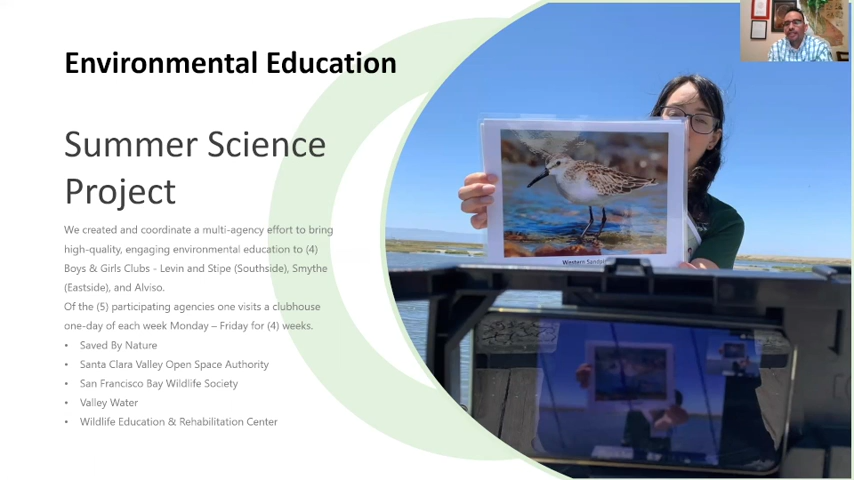 Environmental Education
Summer Science
Project
We created and coordinate a multi-agency effort to bring
high-quality, engaging environmental education to (4)
Boys & Girls Clubs - Levin and Stipe (Southside), Smythe
(Eastside), and Alviso.
Of the (5) participating agencies one visits a clubhouse
one-day of each week Monday – Friday for (4) weeks.
• Saved By Nature
• Santa Clara Valley Open Space Authority
• San Francisco Bay Wildlife Society
• Valley Water
• Wildlife Education & Rehabilitation Center
Western